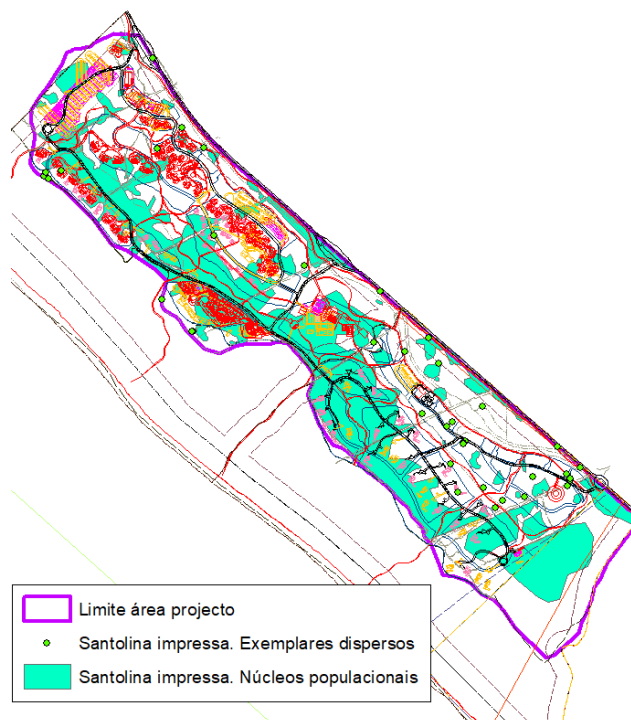 Limite área projecto
Santolina impressa. Exemplares dispersos
Santolina impressa. Núcleos populacionais